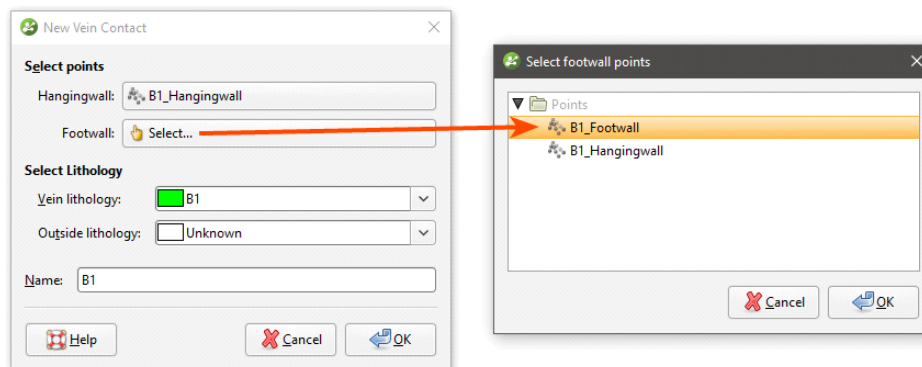 New Vein Contact
Select points
Hangingwall: B1_Hangingwall
Footwall: Select...
Select Lithology
Vein lithology: B1
Outside lithology: Unknown
Name: B1
Help Cancel OK
Select footwall points
Points
B1_Footwall
B1_Hangingwall
Cancel OK